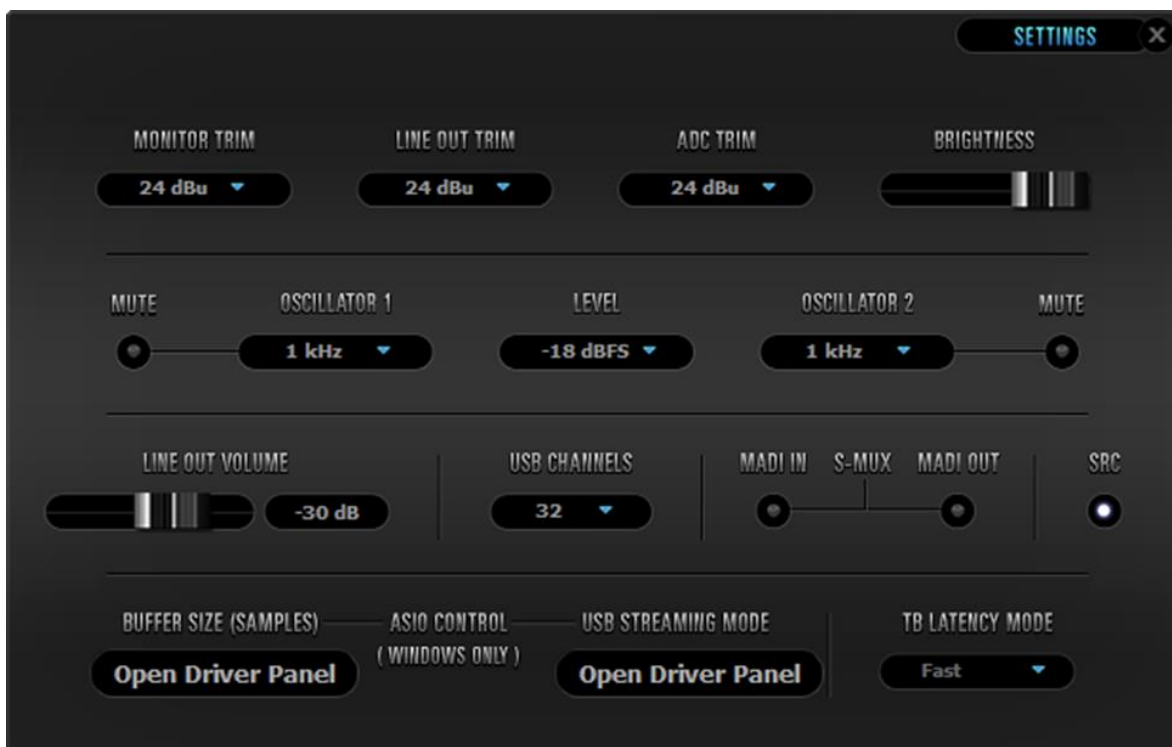 SETTINGS X
MONITOR TRIM LINE OUT TRIM ADC TRIM BRIGHTNESS
24 dBu 24 dBu 24 dBu
MUTE OSCILLATOR 1 LEVEL OSCILLATOR 2 MUTE
1 kHz -18 dBFS 1 kHz
LINE OUT VOLUME USB CHANNELS MADI IN S-MUX MADI OUT SRC
-30 dB 32
BUFFER SIZE (SAMPLES) ASIO CONTROL USB STREAMING MODE TB LATENCY MODE
( WINDOWS ONLY )
Open Driver Panel Open Driver Panel Fast